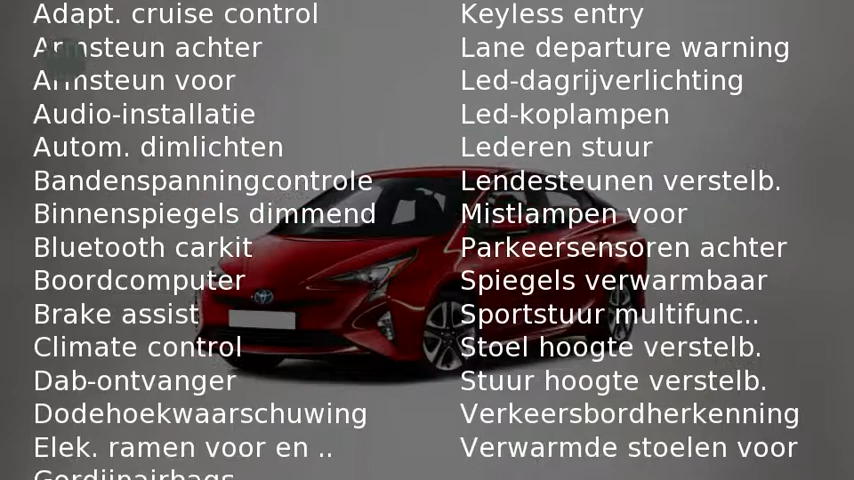 Adapt. cruise control
Armsteun achter
Armsteun voor
Audio-installatie
Autom. dimlichten
Bandenspanningcontrole
Binnenspiegels dimmend
Bluetooth carkit
Boordcomputer
Brake assist
Climate control
Dab-ontvanger
Dodehoekwaarschuwing
Elek. ramen voor en ..
Gordijnairbags
Keyless entry
Lane departure warning
Led-dagrijverlichting
Led-koplampen
Lederen stuur
Lendesteunen verstelb.
Mistlampen voor
Parkeersensoren achter
Spiegels verwarmbaar
Sportstuur multifunc..
Stoel hoogte verstelb.
Stuur hoogte verstelb.
Verkeersbordherkenning
Verwarmde stoelen voor